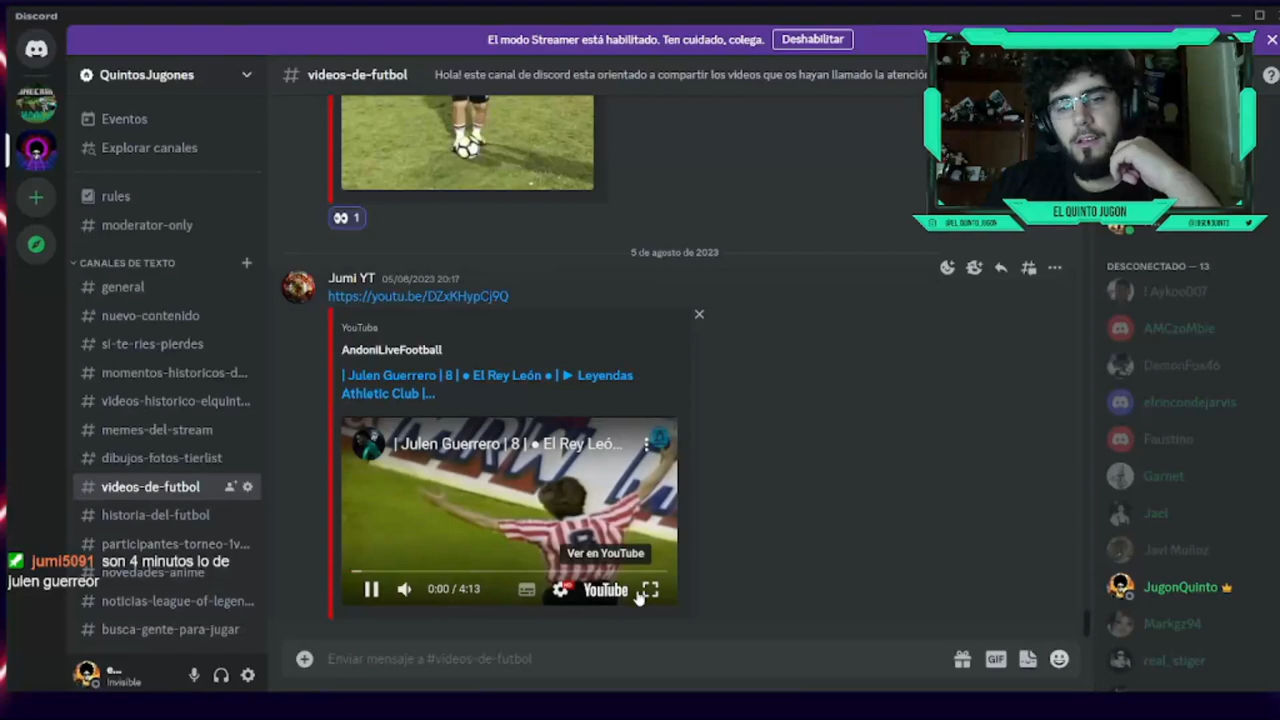 Discord
El modo Streamer está habilitado. Ten cuidado, colega.
Deshabilitar
QuintosJugones
videos-de-futbol
Hola! este canal de discord esta orientado a compartir los videos que os hayan llamado la atención
Eventos
Explorar canales
rules
moderator-only
CANALES DE TEXTO
general
nuevo-contenido
si-te-ries-pierdes
momentos-historicos-d...
videos-historico-elquint...
memes-del-stream
dibujos-fotos-tierlist
videos-de-futbol
historia-del-futbol
participantes-torneo-1v...
novedades-anime
noticias-league-of-legen...
busca-gente-para-jugar
jumi5091 son 4 minutos lo de
julen guerreor
e...
Invisible
1
5 de agosto de 2023
Jumi YT 05/08/2023 20:17
https://youtu.be/DZxKHypCj9Q
YouTube
AndoniLiveFootball
| Julen Guerrero | 8 | ● El Rey León ● | ► Leyendas
Athletic Club |...
| Julen Guerrero | 8 | ● El Rey Leó...
8
Ver en YouTube
0:00 / 4:13
HD
YouTube
Enviar mensaje a #videos-de-futbol
GIF
EL QUINTO JUGON
@EL_QUINTO_JUGON
DESCONECTADO — 13
! Aykoo007
AMCzoMbie
DemonFox46
elrincondejarvis
Faustino
Garnet
Jael
Javi Muñoz
JugonQuinto
Markgz94
real_stiger